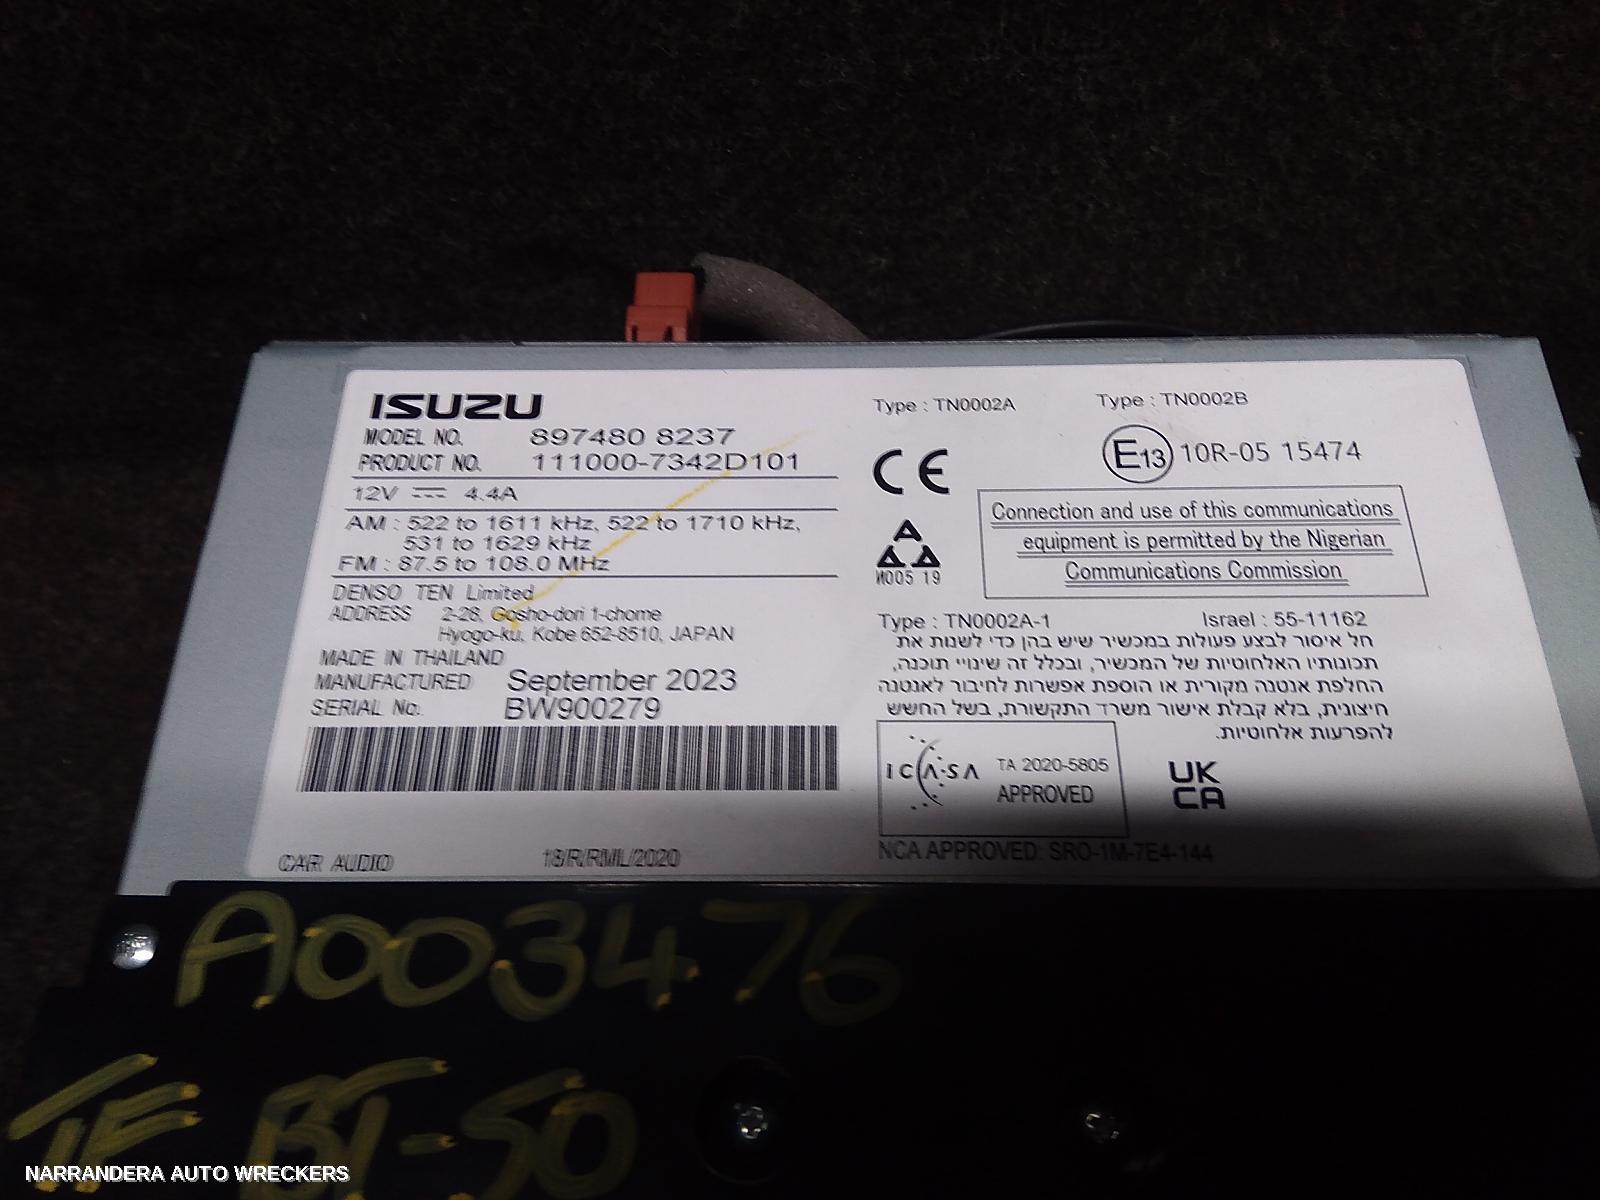 ISUZU
MODEL NO. 897480 8237
PRODUCT NO. 111000-7342D101
12V 4.4A
AM : 522 to 1611 kHz, 522 to 1710 kHz,
531 to 1629 kHz
FM : 87.5 to 108.0 MHz
DENSO TEN Limited
ADDRESS 2-28, Gosho-dori 1-chome
Hyogo-ku, Kobe 652-8510, JAPAN
MADE IN THAILAND
MANUFACTURED September 2023
SERIAL No. BW900279
CAR AUDIO 18/R/RML/2020
Type : TN0002A Type : TN0002B
CE
E13 10R-05 15474
Connection and use of this communications
equipment is permitted by the Nigerian
Communications Commission
M005 19
Type : TN0002A-1 Israel : 55-11162
חל איסור לבצע פעולות במכשיר שיש בהן כדי לשנות את
תכונותיו האלחוטיות של המכשיר, ובכלל זה שינויי תוכנה,
החלפת אנטנה מקורית או הוספת אפשרות לחיבור לאנטנה
חיצונית, בלא קבלת אישור משרד התקשורת, בשל החשש
להפרעות אלחוטיות.
ICASA TA 2020-5805
APPROVED
UK
CA
NCA APPROVED: SRO-1M-7E4-144
A003476
TF BT-50
NARRANDERA AUTO WRECKERS